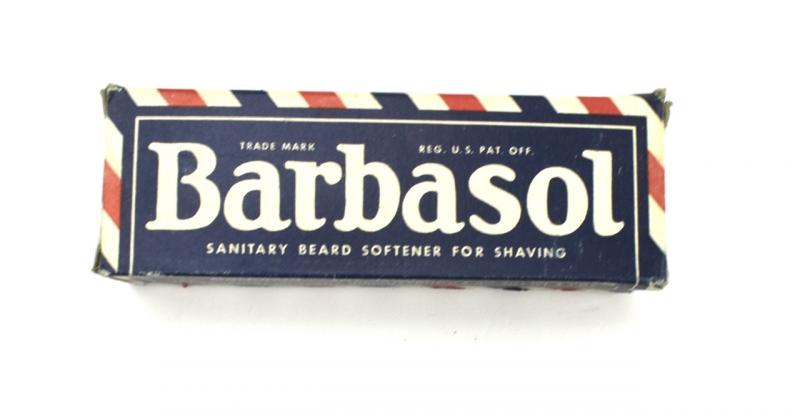 TRADE MARK REG. U.S. PAT. OFF.
Barbasol
SANITARY BEARD SOFTENER FOR SHAVING